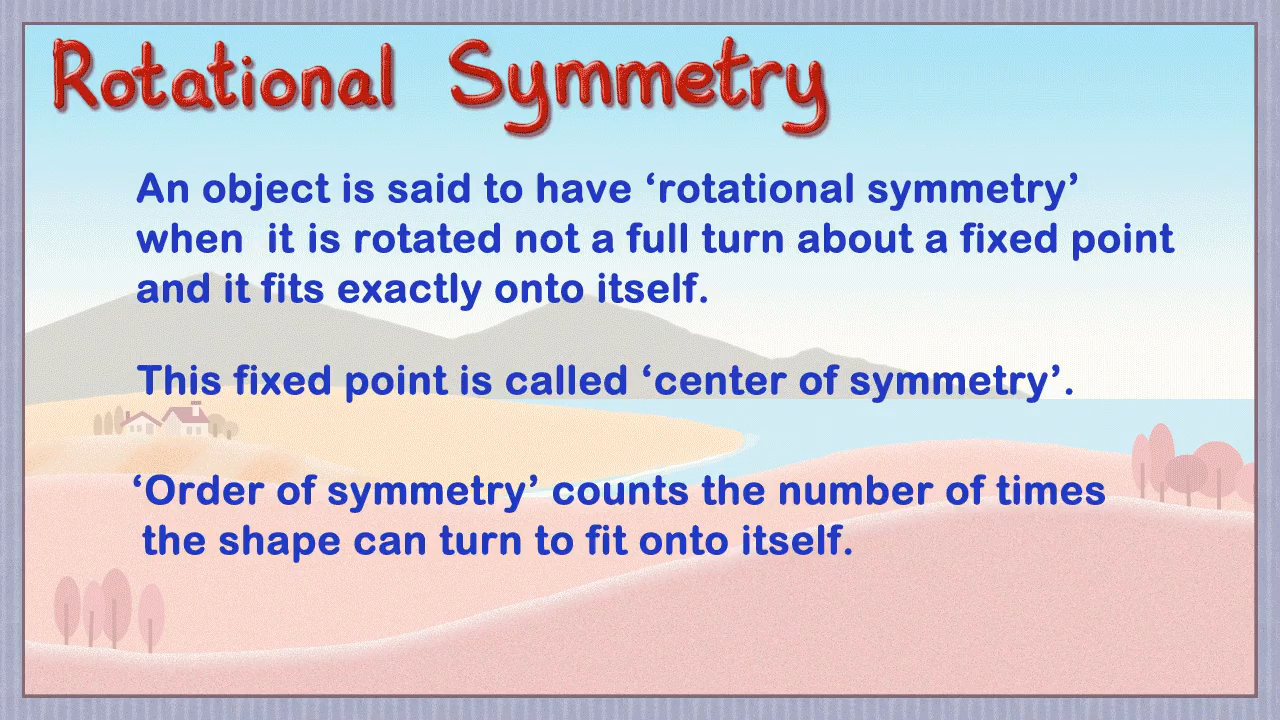 Rotational Symmetry
An object is said to have ‘rotational symmetry’
when it is rotated not a full turn about a fixed point
and it fits exactly onto itself.
This fixed point is called ‘center of symmetry’.
‘Order of symmetry’ counts the number of times
the shape can turn to fit onto itself.